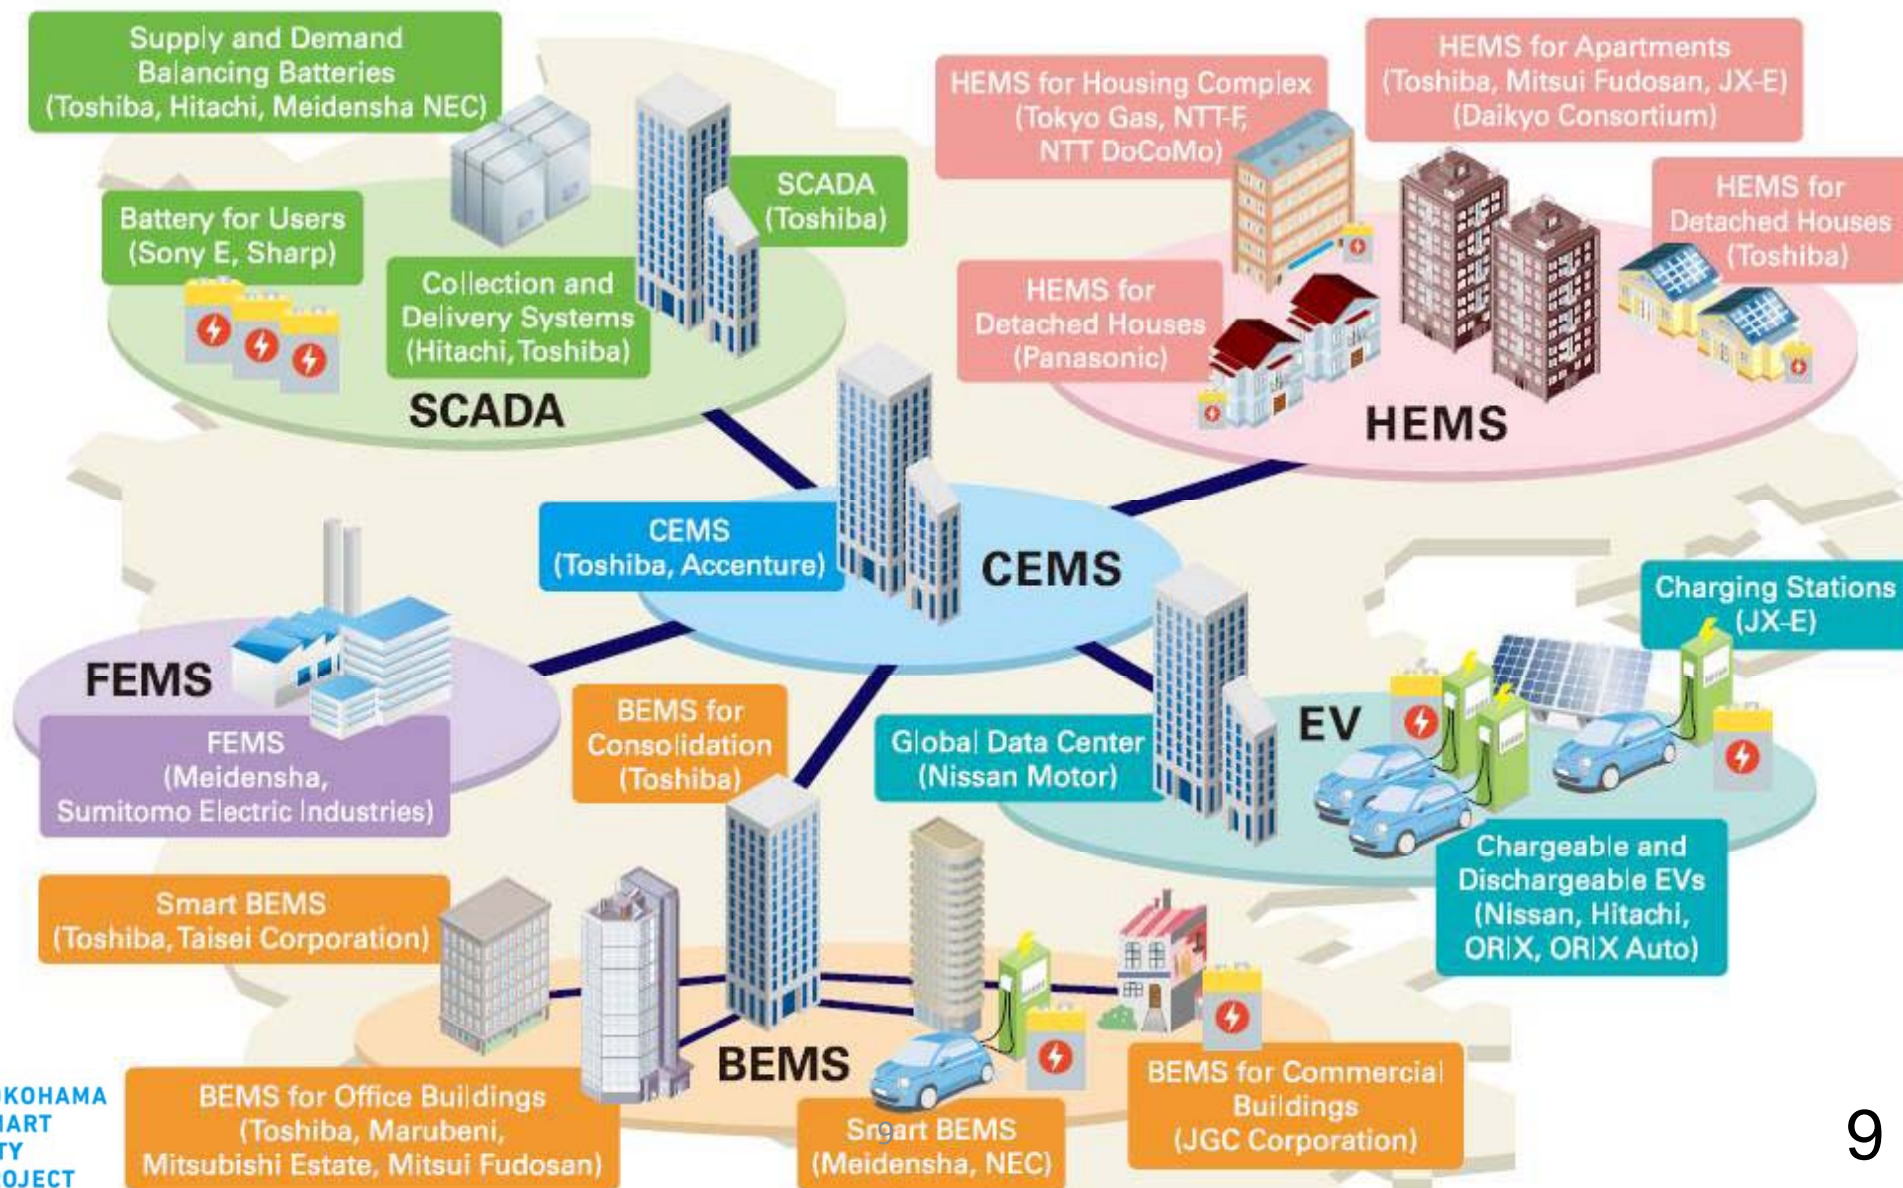 Supply and Demand
Balancing Batteries
(Toshiba, Hitachi, Meidensha NEC)
SCADA
(Toshiba)
Battery for Users
(Sony E, Sharp)
Collection and
Delivery Systems
(Hitachi, Toshiba)
SCADA
HEMS for Housing Complex
(Tokyo Gas, NTT-F,
NTT DoCoMo)
HEMS for Apartments
(Toshiba, Mitsui Fudosan, JX-E)
(Daikyo Consortium)
HEMS for
Detached Houses
(Toshiba)
HEMS for
Detached Houses
(Panasonic)
HEMS
CEMS
(Toshiba, Accenture)
CEMS
FEMS
FEMS
(Meidensha,
Sumitomo Electric Industries)
BEMS for
Consolidation
(Toshiba)
Global Data Center
(Nissan Motor)
EV
Charging Stations
(JX-E)
Chargeable and
Dischargeable EVs
(Nissan, Hitachi,
ORIX, ORIX Auto)
Smart BEMS
(Toshiba, Taisei Corporation)
BEMS
BEMS for Office Buildings
(Toshiba, Marubeni,
Mitsubishi Estate, Mitsui Fudosan)
Smart BEMS
(Meidensha, NEC)
BEMS for Commercial
Buildings
(JGC Corporation)
OKOHAMA
MART
ITY
ROJECT
9
9